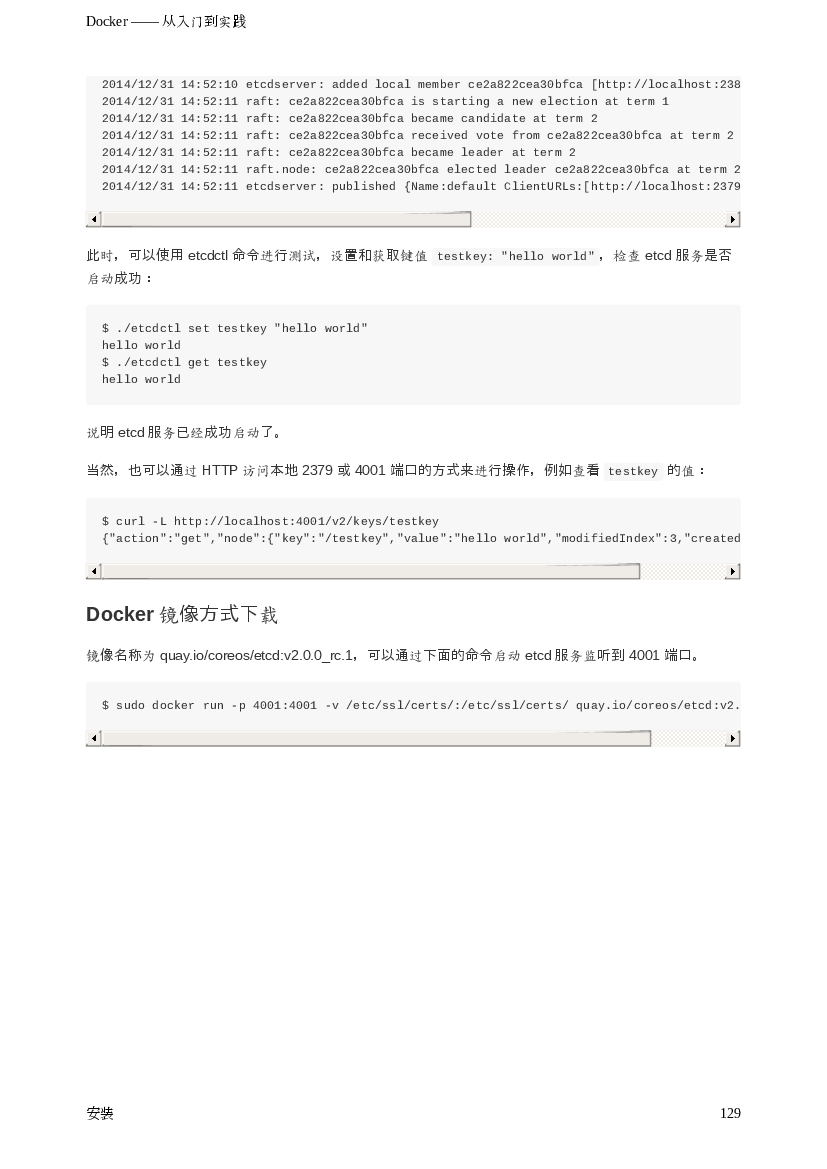 Docker —— 从入门到实践
2014/12/31 14:52:10 etcdserver: added local member ce2a822cea30bfca [http://localhost:238
2014/12/31 14:52:11 raft: ce2a822cea30bfca is starting a new election at term 1
2014/12/31 14:52:11 raft: ce2a822cea30bfca became candidate at term 2
2014/12/31 14:52:11 raft: ce2a822cea30bfca received vote from ce2a822cea30bfca at term 2
2014/12/31 14:52:11 raft: ce2a822cea30bfca became leader at term 2
2014/12/31 14:52:11 raft.node: ce2a822cea30bfca elected leader ce2a822cea30bfca at term 2
2014/12/31 14:52:11 etcdserver: published {Name:default ClientURLs:[http://localhost:2379
此时，可以使用 etcdctl 命令进行测试，设置和获取键值 testkey: "hello world"，检查 etcd 服务是否
启动成功：
$ ./etcdctl set testkey "hello world"
hello world
$ ./etcdctl get testkey
hello world
说明 etcd 服务已经成功启动了。
当然，也可以通过 HTTP 访问本地 2379 或 4001 端口的方式来进行操作，例如查看 testkey 的值：
$ curl -L http://localhost:4001/v2/keys/testkey
{"action":"get","node":{"key":"/testkey","value":"hello world","modifiedIndex":3,"created
Docker 镜像方式下载
镜像名称为 quay.io/coreos/etcd:v2.0.0_rc.1，可以通过下面的命令启动 etcd 服务监听到 4001 端口。
$ sudo docker run -p 4001:4001 -v /etc/ssl/certs/:/etc/ssl/certs/ quay.io/coreos/etcd:v2.
安装 129